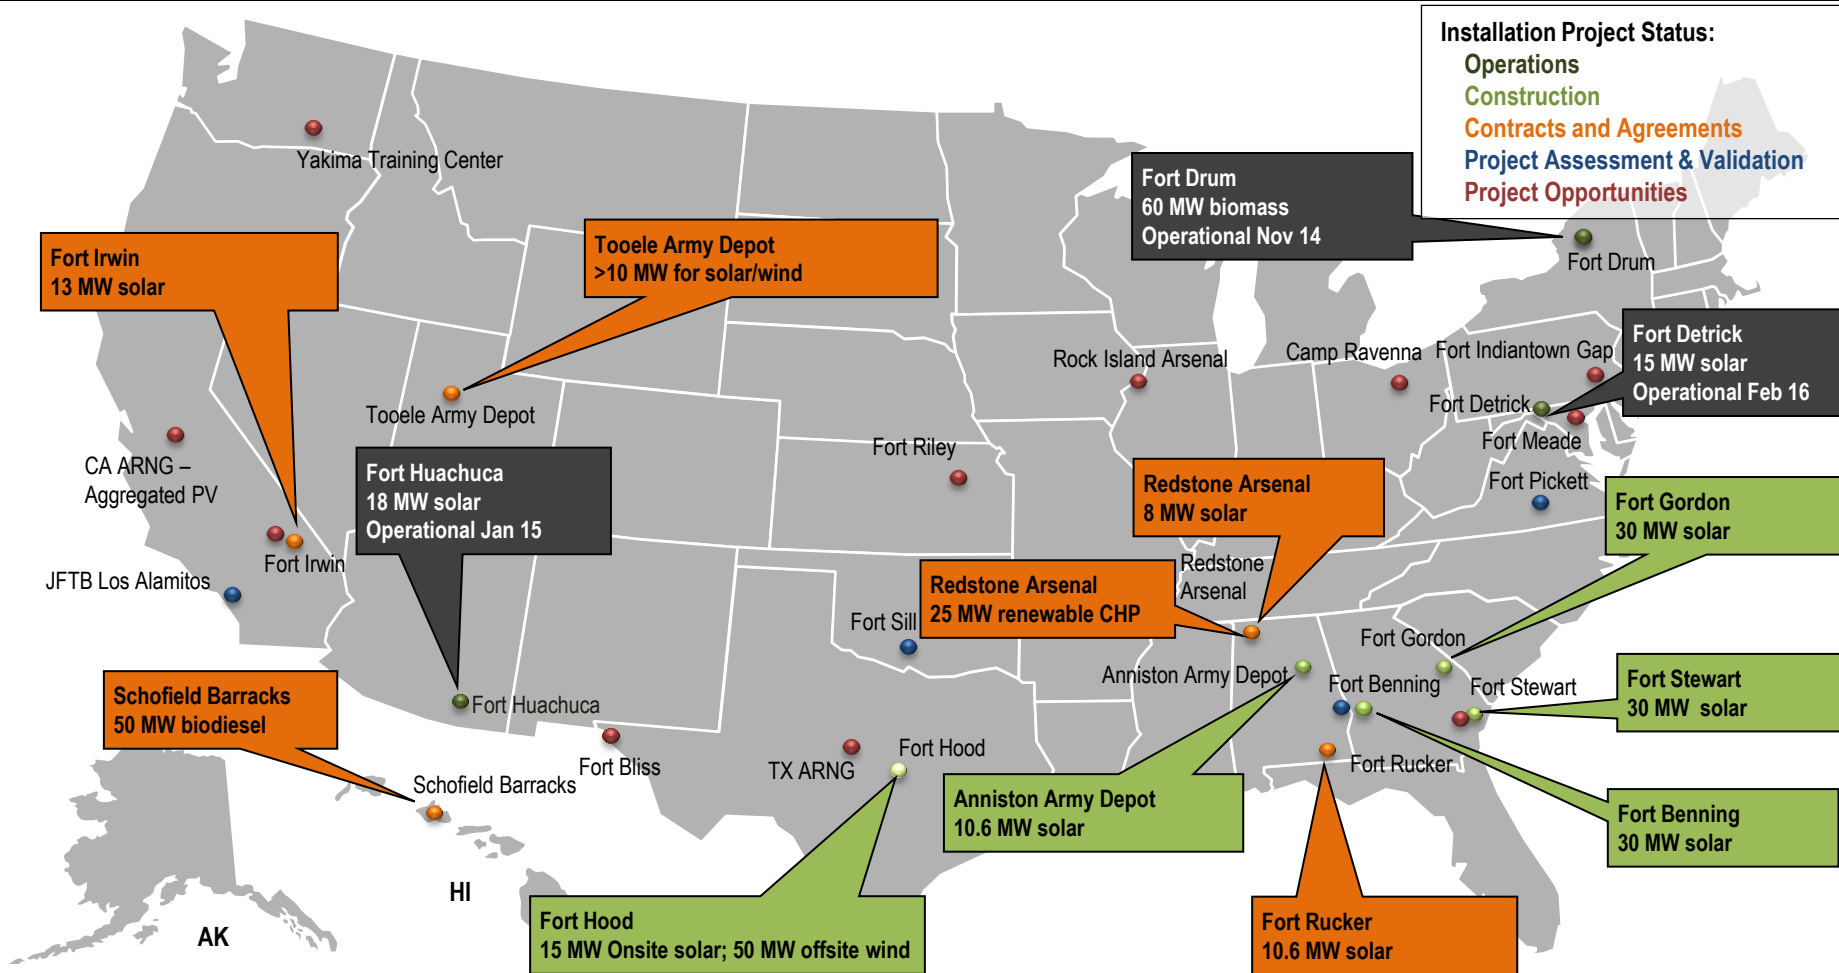 Installation Project Status:
Operations
Construction
Contracts and Agreements
Project Assessment & Validation
Project Opportunities
Yakima Training Center
Fort Drum
60 MW biomass
Operational Nov 14
Fort Drum
Fort Irwin
13 MW solar
Tooele Army Depot
>10 MW for solar/wind
Tooele Army Depot
Rock Island Arsenal
Camp Ravenna
Fort Indiantown Gap
Fort Detrick
15 MW solar
Operational Feb 16
Fort Detrick
Fort Meade
CA ARNG –
Aggregated PV
Fort Huachuca
18 MW solar
Operational Jan 15
Fort Riley
Redstone Arsenal
8 MW solar
Fort Pickett
Fort Gordon
30 MW solar
Fort Irwin
JFTB Los Alamitos
Fort Sill
Redstone Arsenal
25 MW renewable CHP
Redstone
Arsenal
Fort Gordon
Anniston Army Depot
Fort Benning
Fort Stewart
Fort Stewart
30 MW  solar
Schofield Barracks
50 MW biodiesel
Fort Huachuca
Schofield Barracks
Fort Bliss
TX ARNG
Fort Hood
Fort Rucker
Anniston Army Depot
10.6 MW solar
Fort Benning
30 MW solar
HI
AK
Fort Hood
15 MW Onsite solar; 50 MW offsite wind
Fort Rucker
10.6 MW solar